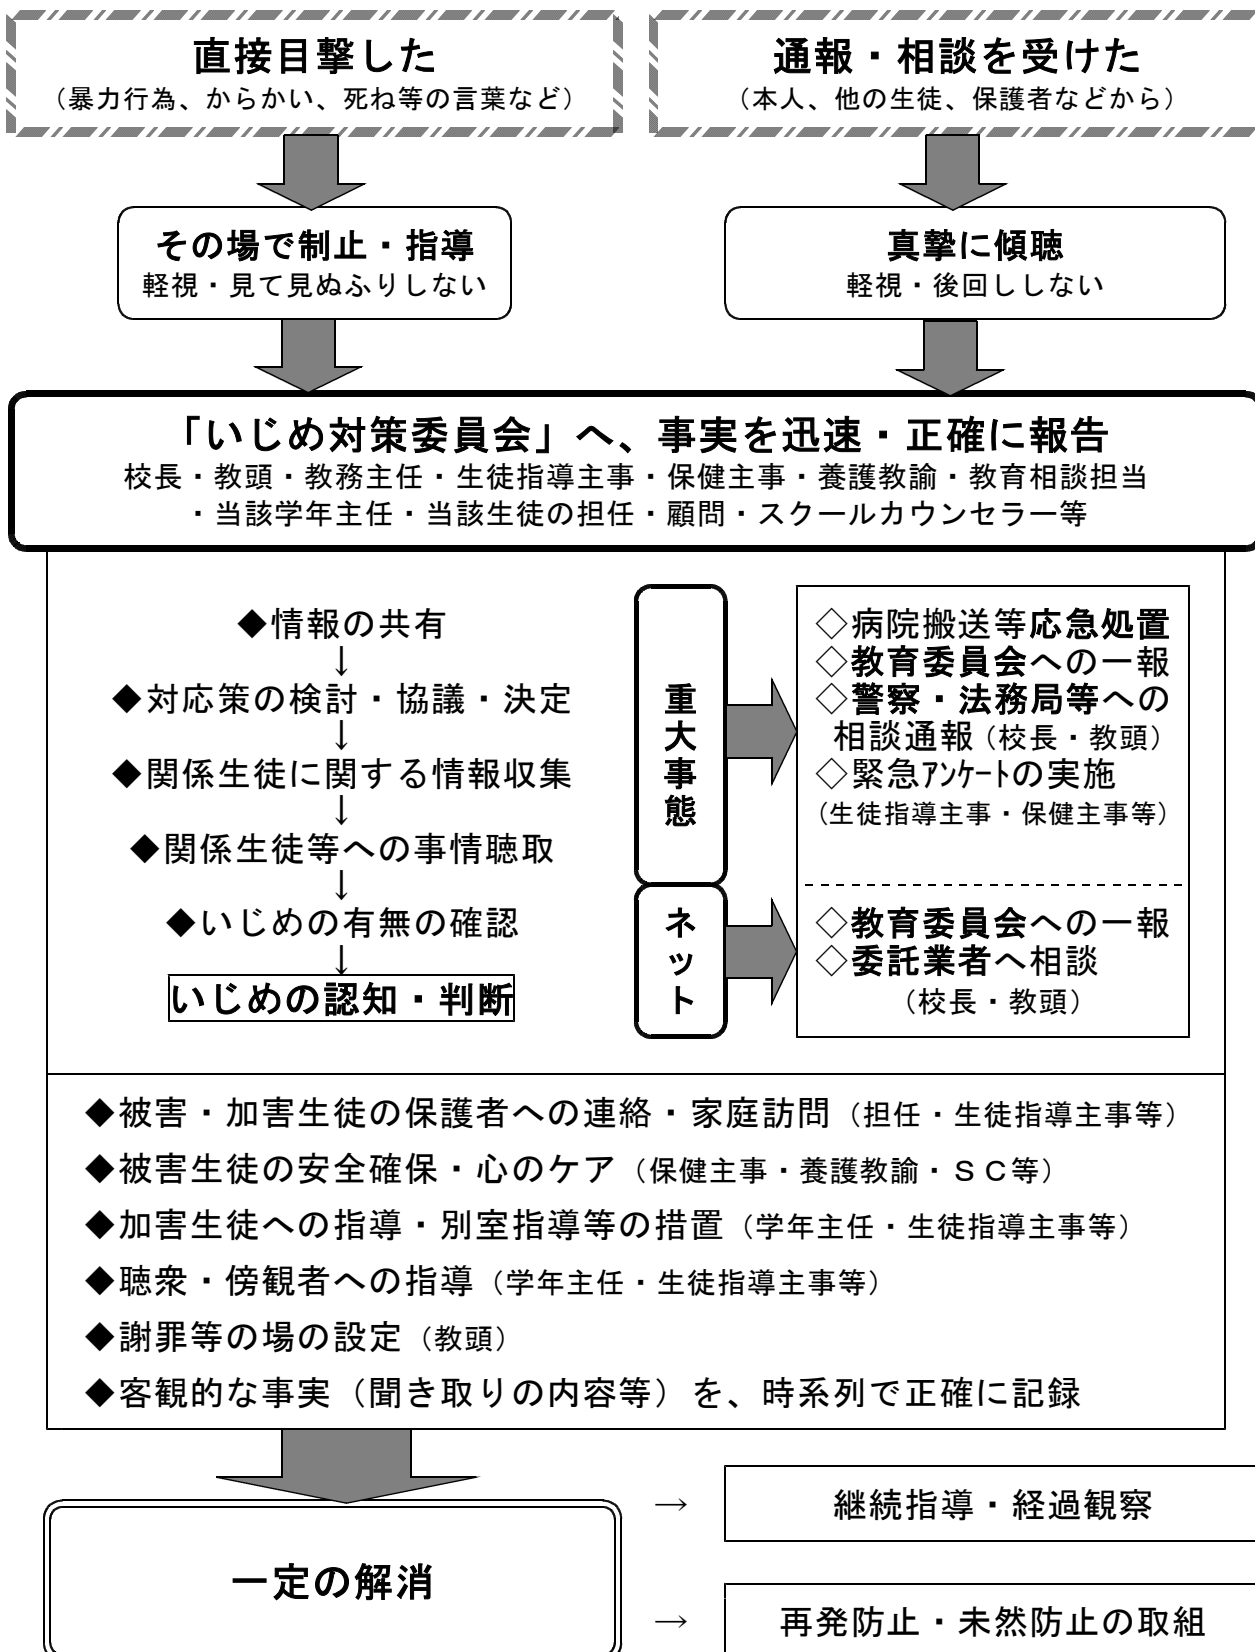 直接目撃した
（暴力行為、からかい、死ね等の言葉など）
通報・相談を受けた
（本人、他の生徒、保護者などから）
その場で制止・指導
軽視・見て見ぬふりしない
真摯に傾聴
軽視・後回ししない
「いじめ対策委員会」へ、事実を迅速・正確に報告
校長・教頭・教務主任・生徒指導主事・保健主事・養護教諭・教育相談担当
・当該学年主任・当該生徒の担任・顧問・スクールカウンセラー等
◆情報の共有
↓
◆対応策の検討・協議・決定
↓
◆関係生徒に関する情報収集
↓
◆関係生徒等への事情聴取
↓
◆いじめの有無の確認
↓
いじめの認知・判断
重大事態
◇病院搬送等応急処置
◇教育委員会への一報
◇警察・法務局等への
相談通報（校長・教頭）
◇緊急ｱﾝｹｰﾄの実施
（生徒指導主事・保健主事等）
ネット
◇教育委員会への一報
◇委託業者へ相談
（校長・教頭）
◆被害・加害生徒の保護者への連絡・家庭訪問（担任・生徒指導主事等）
◆被害生徒の安全確保・心のケア（保健主事・養護教諭・ＳＣ等）
◆加害生徒への指導・別室指導等の措置（学年主任・生徒指導主事等）
◆聴衆・傍観者への指導（学年主任・生徒指導主事等）
◆謝罪等の場の設定（教頭）
◆客観的な事実（聞き取りの内容等）を、時系列で正確に記録
一定の解消
→
継続指導・経過観察
→
再発防止・未然防止の取組